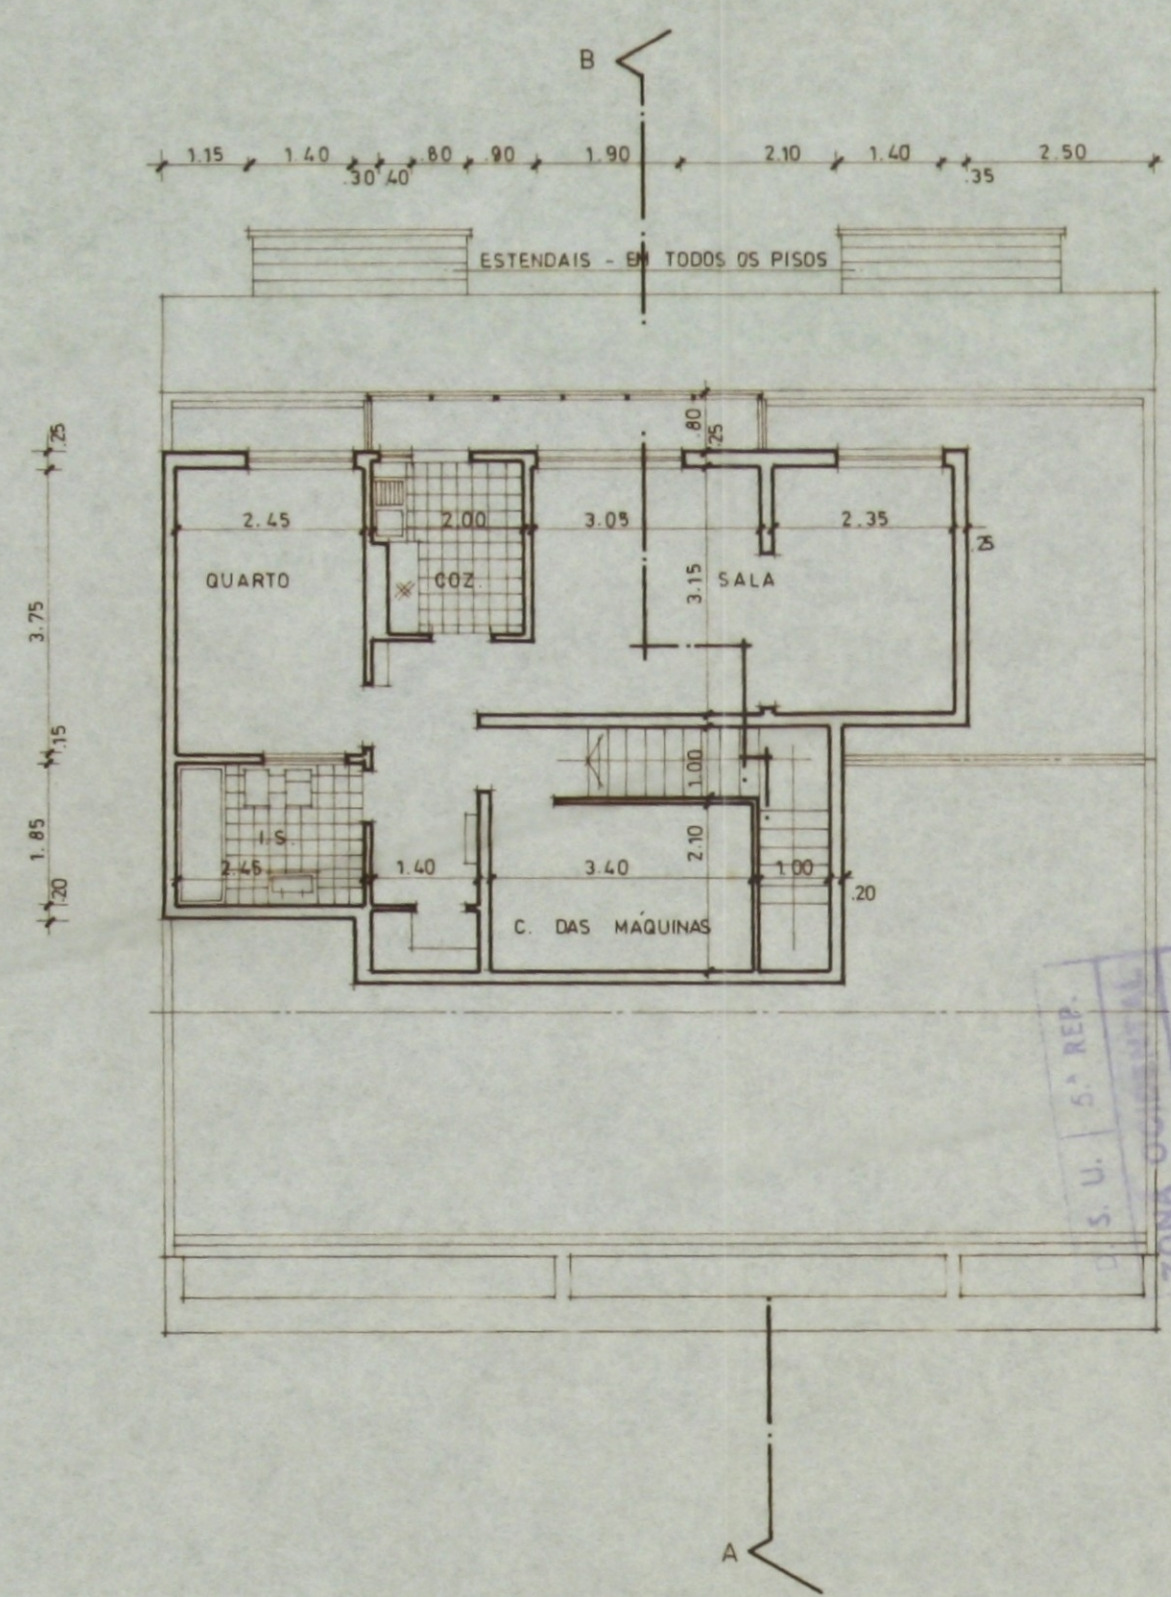 B
1.15 1.40 .80 .90 1.90 2.10 1.40 2.50
.30 .40 .35
ESTENDAIS - EM TODOS OS PISOS
.25 .80 .25
2.45 2.00 3.05 2.35
.25
QUARTO COZ. 3.15 SALA
3.75
.15
1.00
1.85 I.S. 2.10
2.45 1.40 3.40 1.00
.20 .20
C. DAS MÁQUINAS
S. U. 5.ª REP.
ZONA OCIDENTAL
A